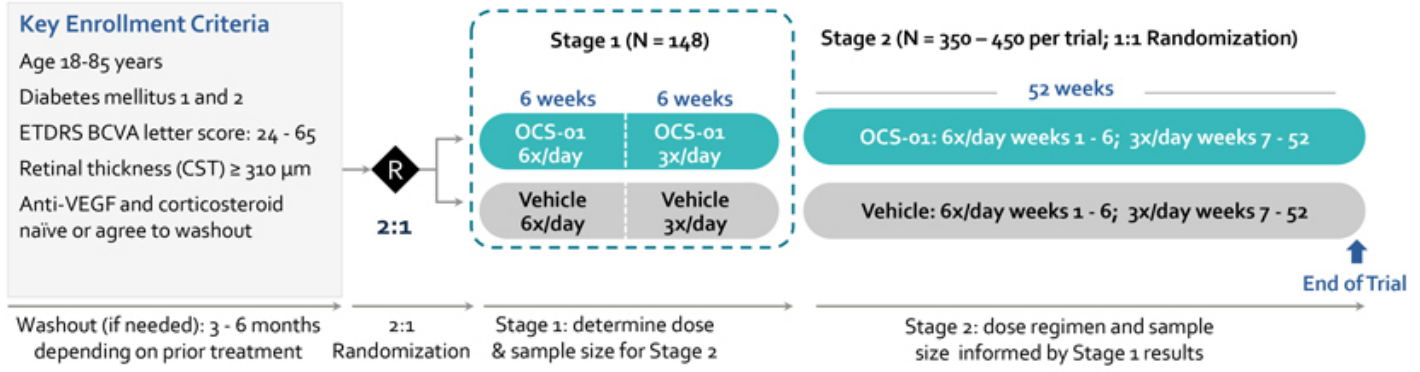 Key Enrollment Criteria
Age 18-85 years
Diabetes mellitus 1 and 2
ETDRS BCVA letter score: 24 - 65
Retinal thickness (CST) ≥ 310 µm
Anti-VEGF and corticosteroid
naïve or agree to washout
R
2:1
Stage 1 (N = 148)
6 weeks
6 weeks
OCS-01
6x/day
OCS-01
3x/day
Vehicle
6x/day
Vehicle
3x/day
Stage 2 (N = 350 – 450 per trial; 1:1 Randomization)
52 weeks
OCS-01: 6x/day weeks 1 - 6; 3x/day weeks 7 - 52
Vehicle: 6x/day weeks 1 - 6; 3x/day weeks 7 - 52
End of Trial
Washout (if needed): 3 - 6 months
depending on prior treatment
2:1
Randomization
Stage 1: determine dose
& sample size for Stage 2
Stage 2: dose regimen and sample
size informed by Stage 1 results